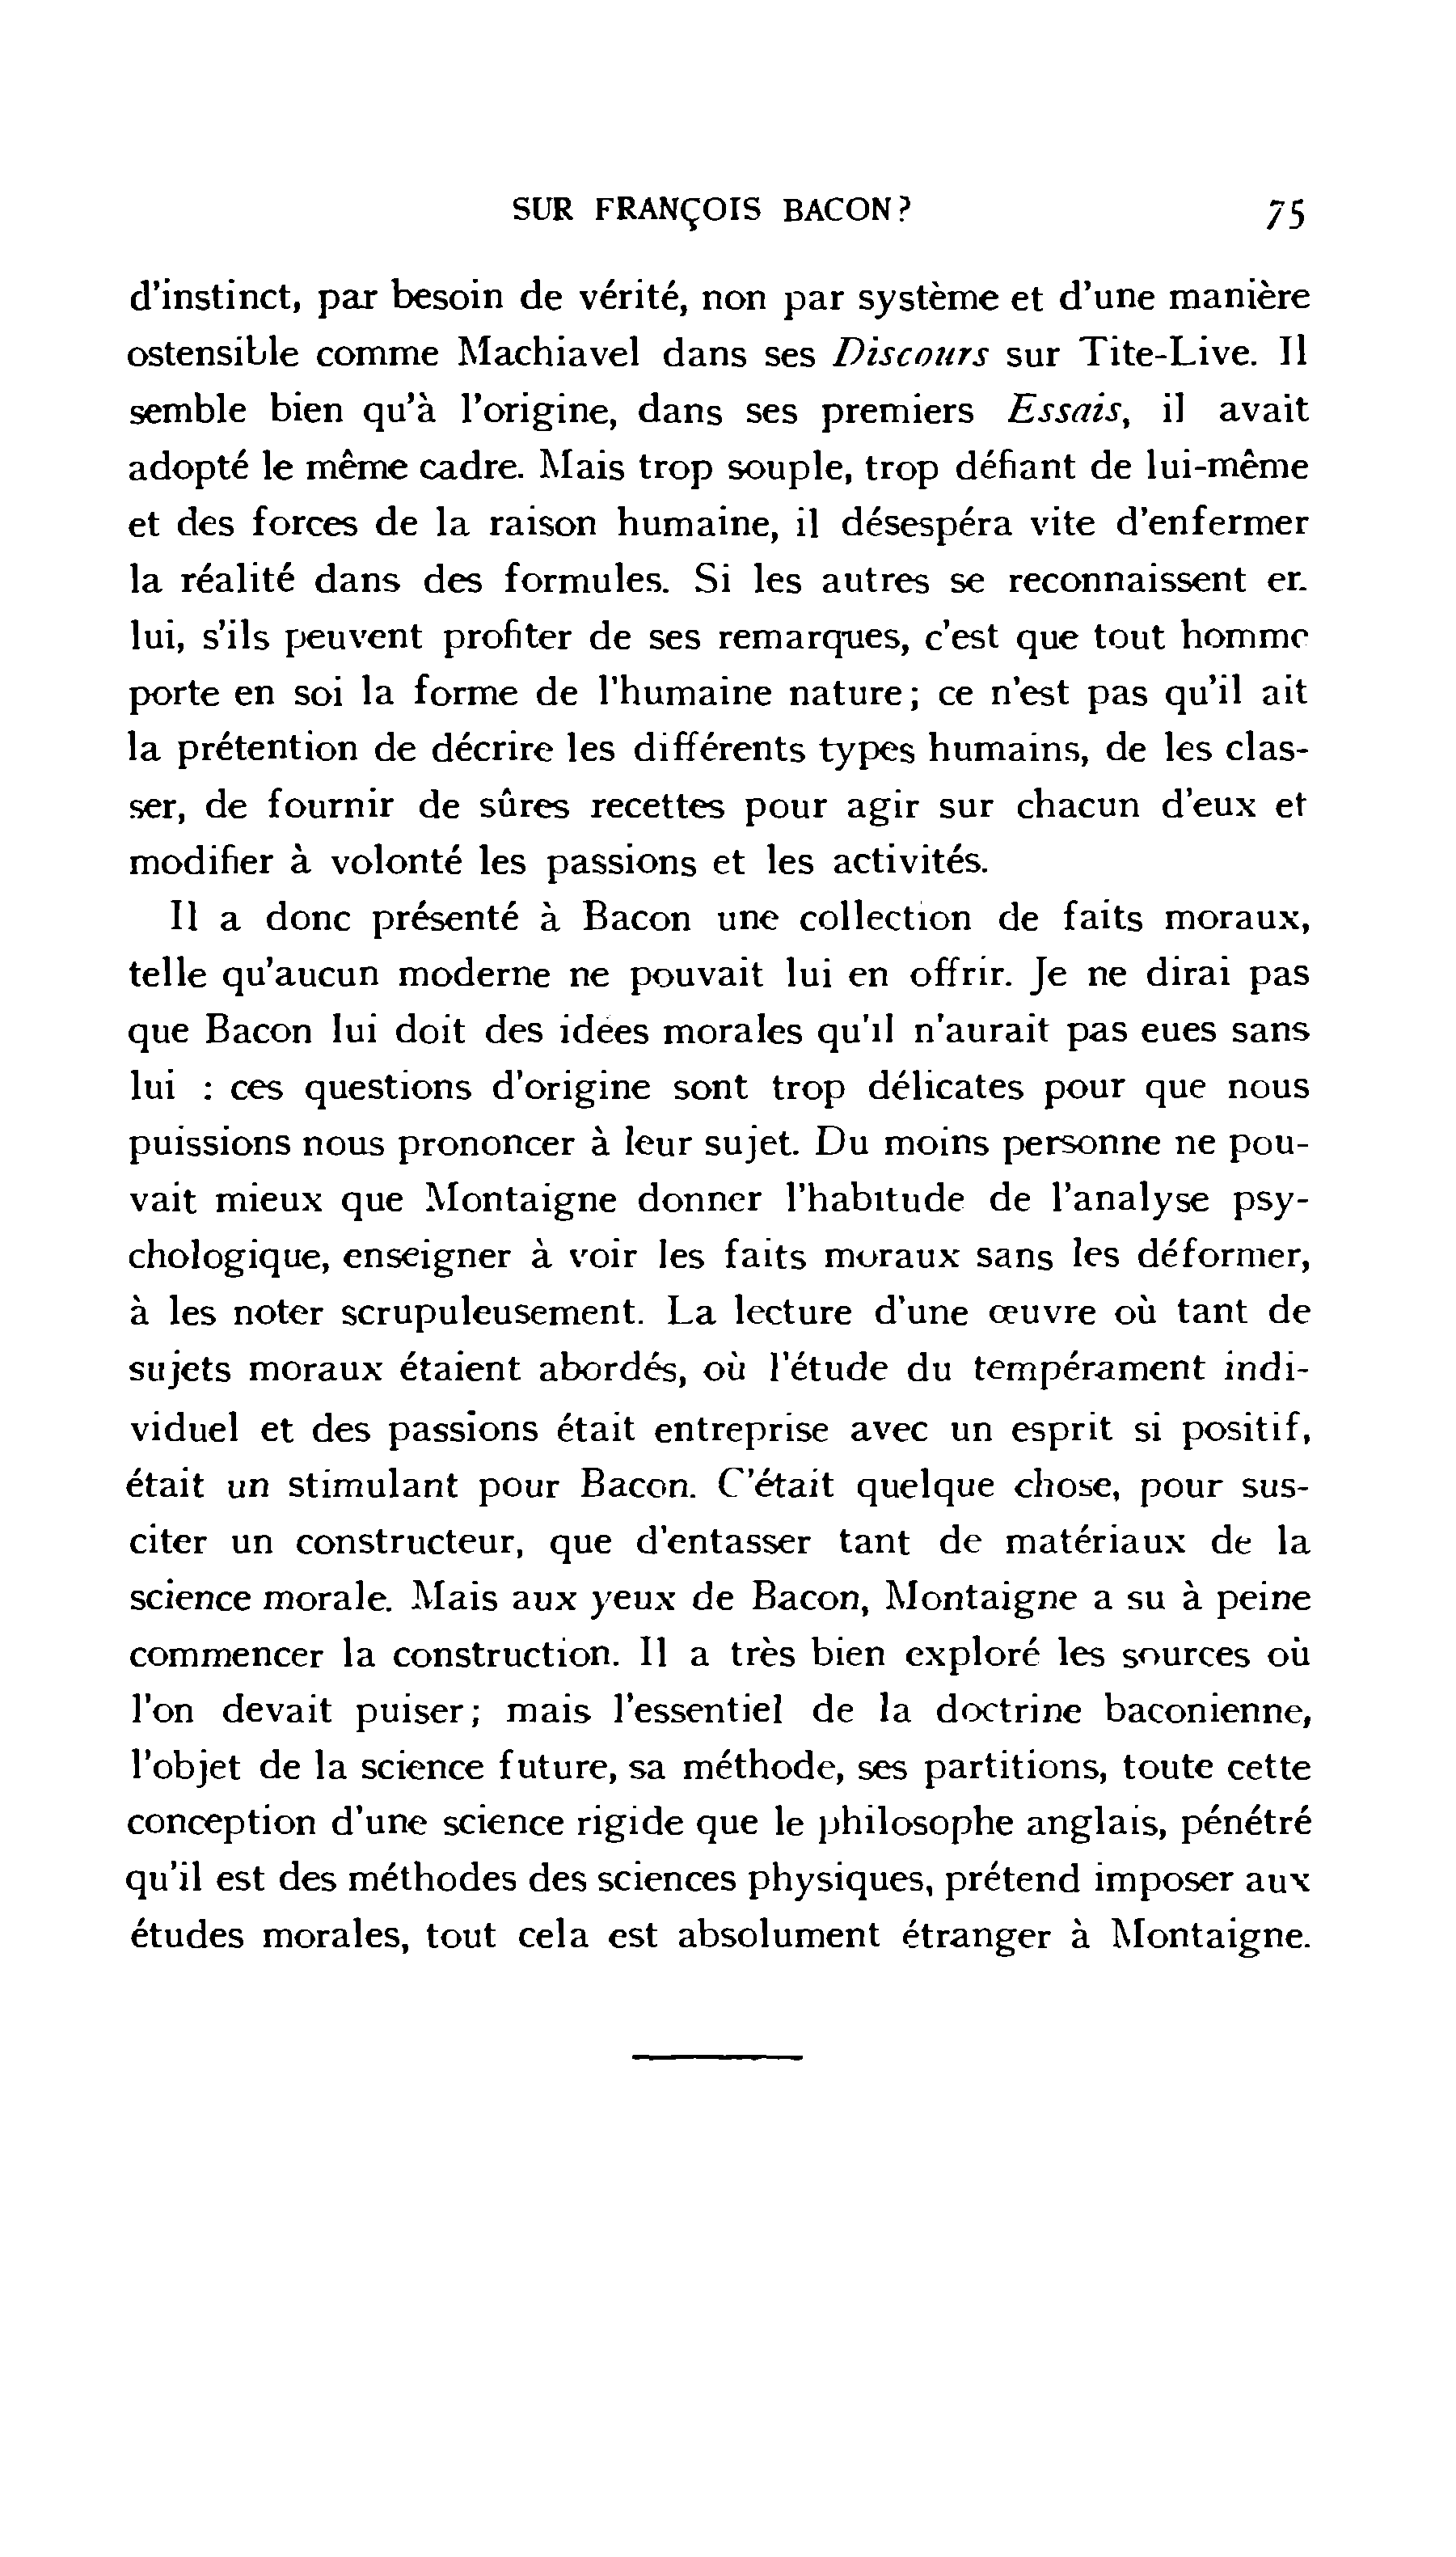 SUR FRANÇOIS BACON? 75
d'instinct, par besoin de vérité, non par système et d'une manière
ostensible comme Machiavel dans ses Discours sur Tite-Live. Il
semble bien qu'à l'origine, dans ses premiers Essais, il avait
adopté le même cadre. Mais trop souple, trop défiant de lui-même
et des forces de la raison humaine, il désespéra vite d'enfermer
la réalité dans des formules. Si les autres se reconnaissent en
lui, s'ils peuvent profiter de ses remarques, c'est que tout homme
porte en soi la forme de l'humaine nature; ce n'est pas qu'il ait
la prétention de décrire les différents types humains, de les clas-
ser, de fournir de sûres recettes pour agir sur chacun d'eux et
modifier à volonté les passions et les activités.
Il a donc présenté à Bacon une collection de faits moraux,
telle qu'aucun moderne ne pouvait lui en offrir. Je ne dirai pas
que Bacon lui doit des idées morales qu'il n'aurait pas eues sans
lui : ces questions d'origine sont trop délicates pour que nous
puissions nous prononcer à leur sujet. Du moins personne ne pou-
vait mieux que Montaigne donner l'habitude de l'analyse psy-
chologique, enseigner à voir les faits moraux sans les déformer,
à les noter scrupuleusement. La lecture d'une œuvre où tant de
sujets moraux étaient abordés, où l'étude du tempérament indi-
viduel et des passions était entreprise avec un esprit si positif,
était un stimulant pour Bacon. C'était quelque chose, pour sus-
citer un constructeur, que d'entasser tant de matériaux de la
science morale. Mais aux yeux de Bacon, Montaigne a su à peine
commencer la construction. Il a très bien exploré les sources où
l'on devait puiser; mais l'essentiel de la doctrine baconienne,
l'objet de la science future, sa méthode, ses partitions, toute cette
conception d'une science rigide que le philosophe anglais, pénétré
qu'il est des méthodes des sciences physiques, prétend imposer aux
études morales, tout cela est absolument étranger à Montaigne.